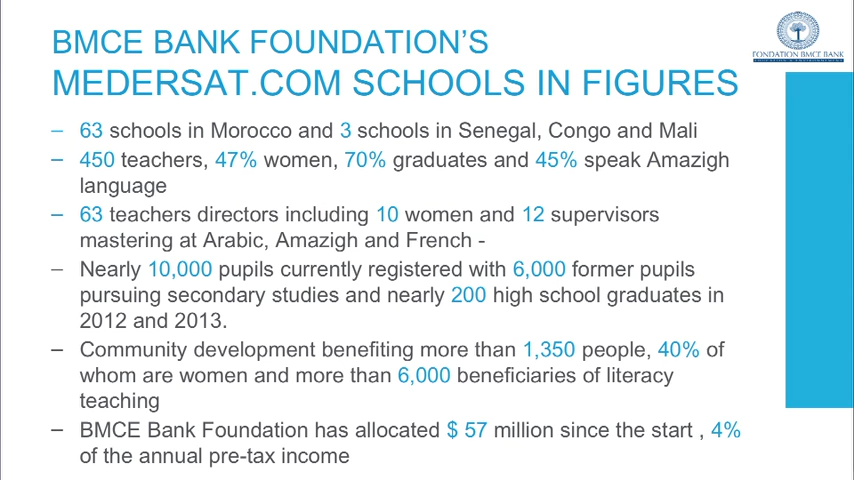 BMCE BANK FOUNDATION'S
MEDERSAT.COM SCHOOLS IN FIGURES
FONDATION BMCE BANK
– 63 schools in Morocco and 3 schools in Senegal, Congo and Mali
– 450 teachers, 47% women, 70% graduates and 45% speak Amazigh
language
– 63 teachers directors including 10 women and 12 supervisors
mastering at Arabic, Amazigh and French -
– Nearly 10,000 pupils currently registered with 6,000 former pupils
pursuing secondary studies and nearly 200 high school graduates in
2012 and 2013.
– Community development benefiting more than 1,350 people, 40% of
whom are women and more than 6,000 beneficiaries of literacy
teaching
– BMCE Bank Foundation has allocated $ 57 million since the start , 4%
of the annual pre-tax income